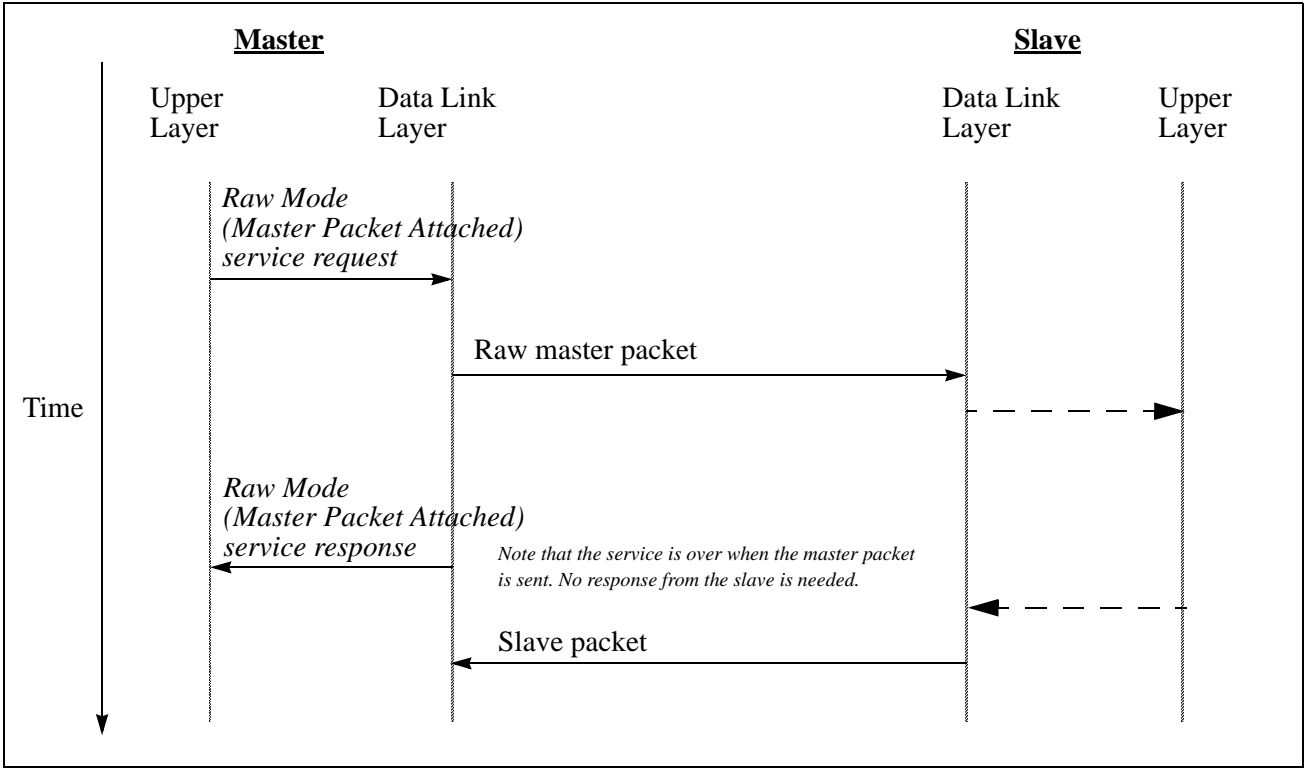 Master
Slave
Upper
Layer
Data Link
Layer
Data Link
Layer
Upper
Layer
Raw Mode
(Master Packet Attached)
service request
Raw master packet
Time
Raw Mode
(Master Packet Attached)
service response
Note that the service is over when the master packet
is sent. No response from the slave is needed.
Slave packet